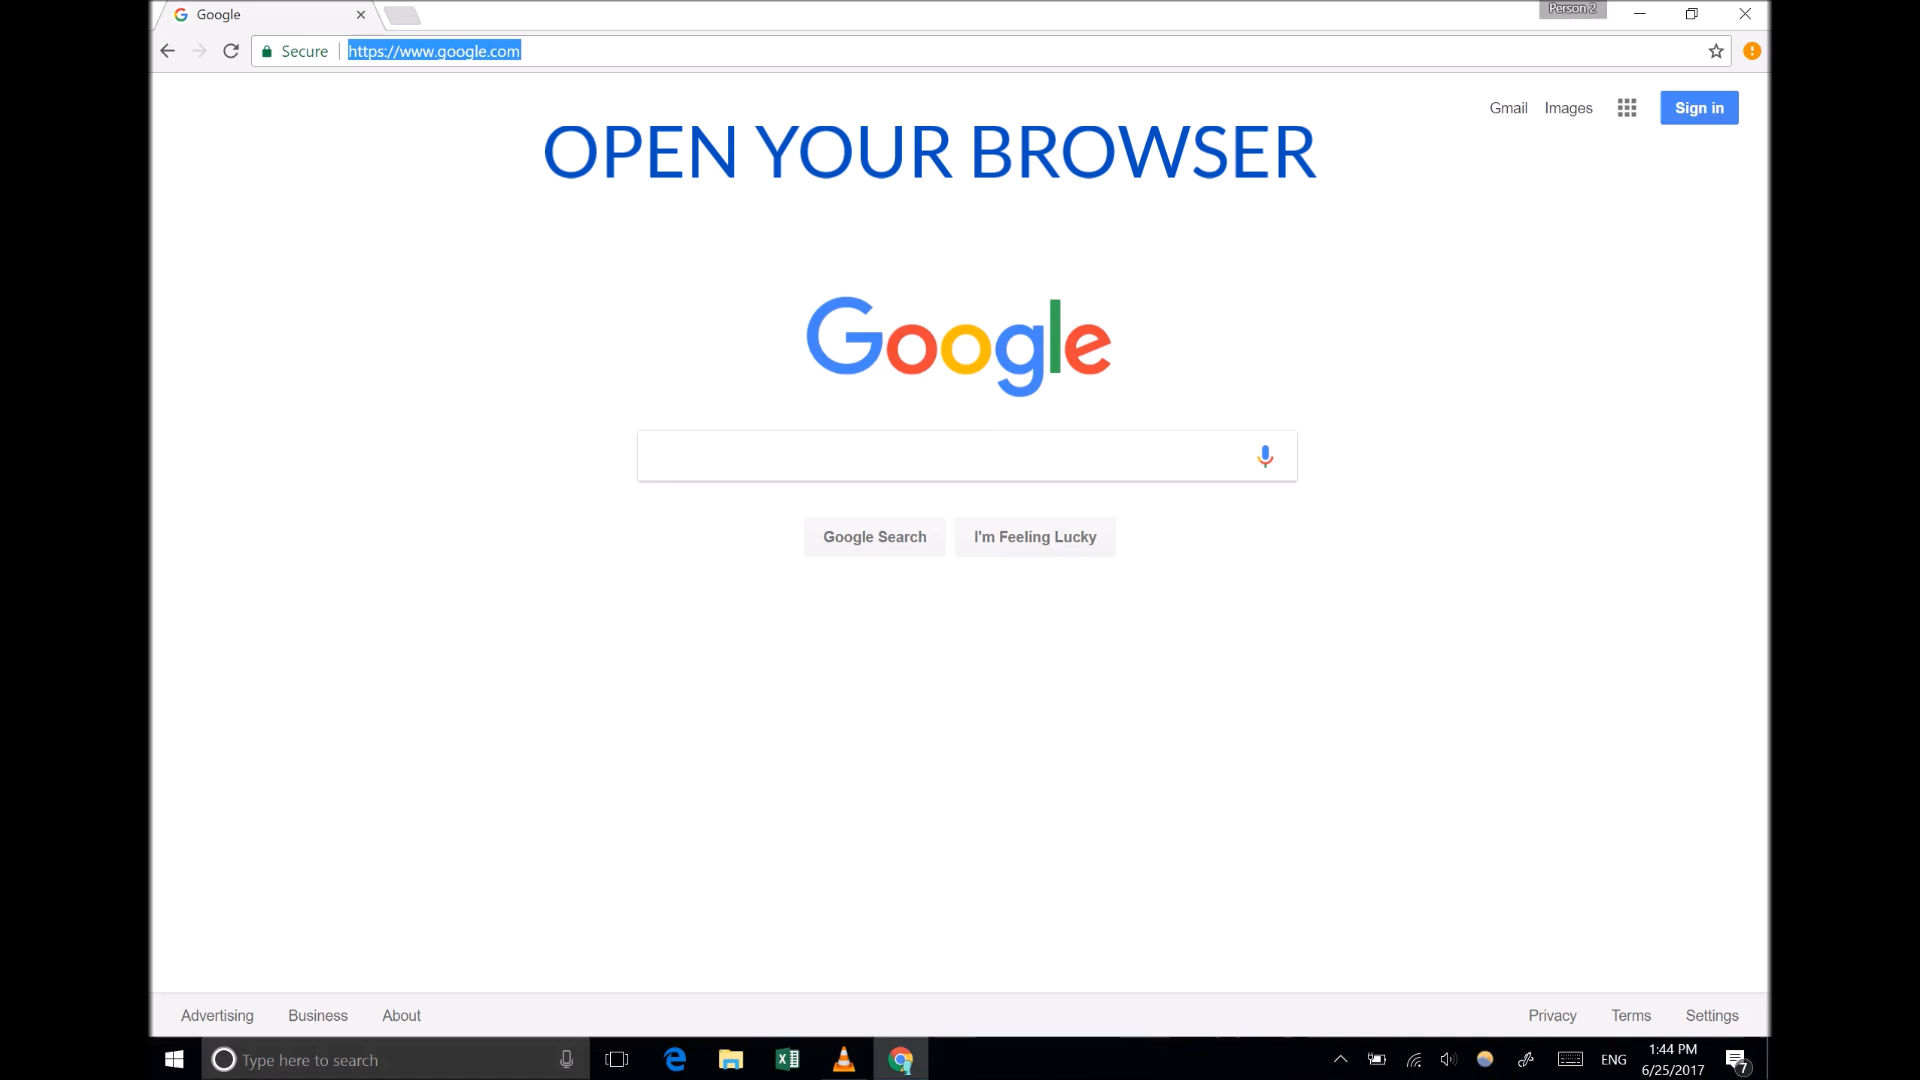 Google
Person 2
Secure
https://www.google.com
Gmail
Images
Sign in
OPEN YOUR BROWSER
Google
Google Search
I'm Feeling Lucky
Advertising
Business
About
Privacy
Terms
Settings
Type here to search
ENG
1:44 PM
6/25/2017
7